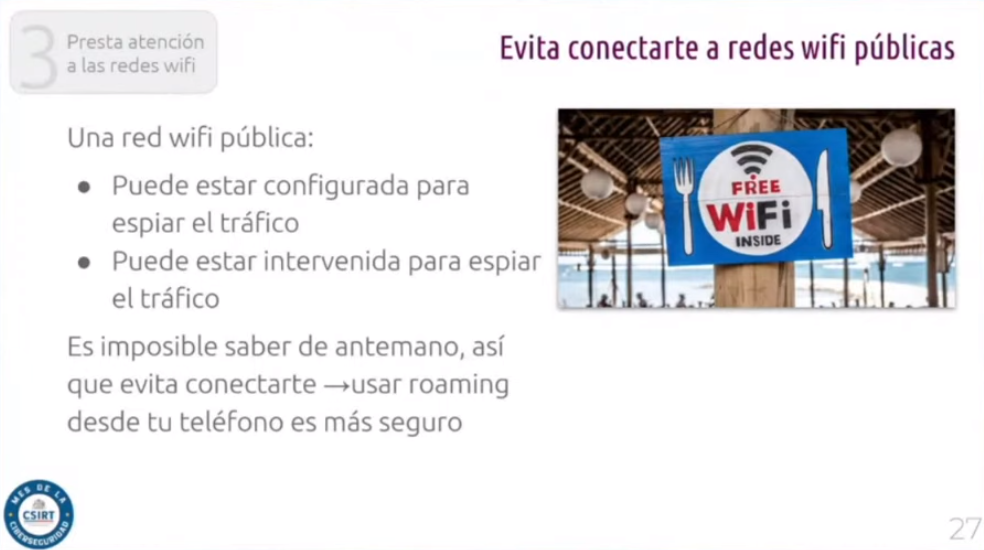 3
Presta atención
a las redes wifi
Evita conectarte a redes wifi públicas
Una red wifi pública:
● Puede estar configurada para
espiar el tráfico
● Puede estar intervenida para espiar
el tráfico
Es imposible saber de antemano, así
que evita conectarte →usar roaming
desde tu teléfono es más seguro
FREE
WiFi
INSIDE
MES DE LA
CSIRT
CIBERSEGURIDAD
27